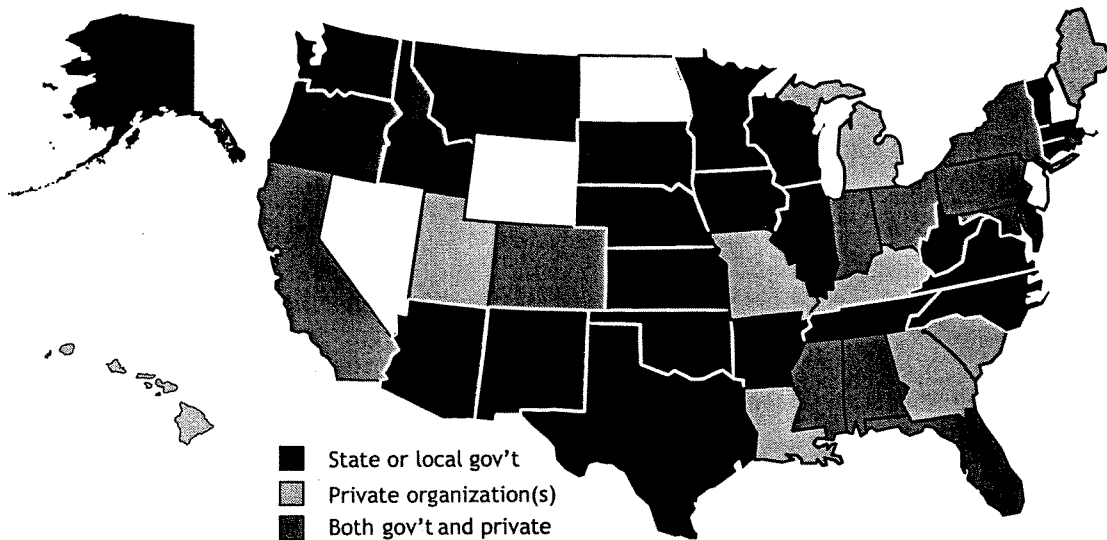 State or local gov't
Private organization(s)
Both gov't and private